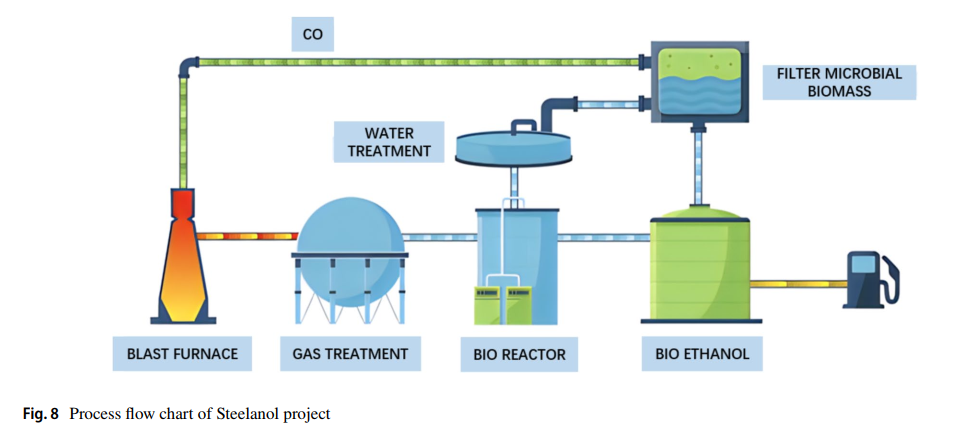 CO
FILTER MICROBIAL
BIOMASS
WATER
TREATMENT
BLAST FURNACE
GAS TREATMENT
BIO REACTOR
BIO ETHANOL
Fig. 8 Process flow chart of Steelanol project